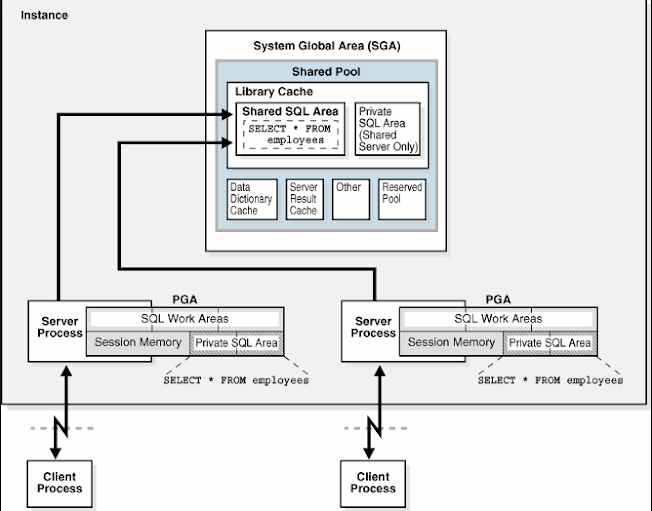 Instance
System Global Area (SGA)
Shared Pool
Library Cache
Shared SQL Area
SELECT * FROM
employees
Private
SQL Area
(Shared
Server Only)
Data
Dictionary
Cache
Server
Result
Cache
Other
Reserved
Pool
Server
Process
PGA
SQL Work Areas
Session Memory
Private SQL Area
SELECT * FROM employees
Server
Process
PGA
SQL Work Areas
Session Memory
Private SQL Area
SELECT * FROM employees
Client
Process
Client
Process